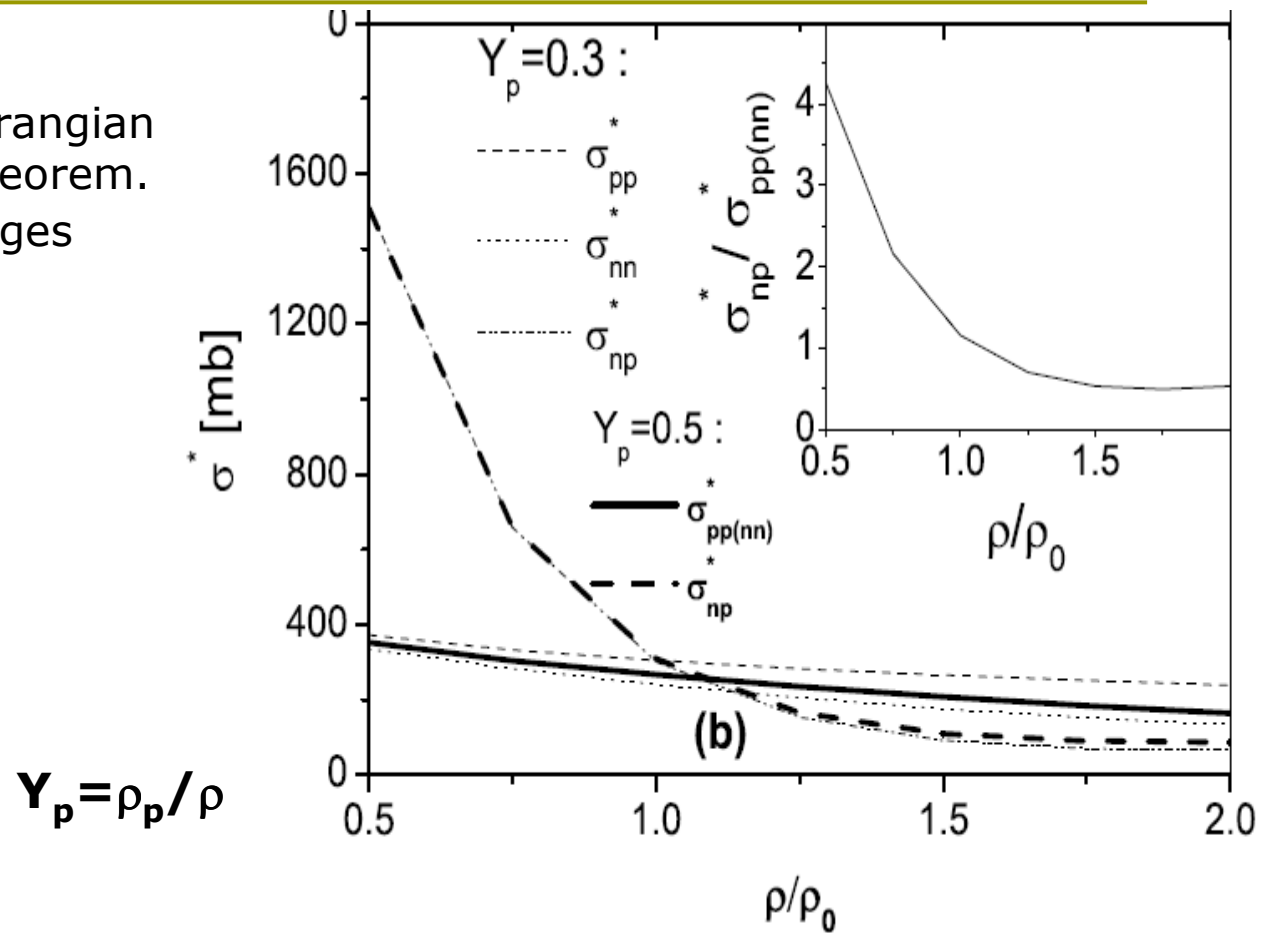 rangian
eorem.
ges
0
1600
1200
800
400
0
σ* [mb]
Y_p=0.3 :
σ*_pp
σ*_nn
σ*_np
Y_p=0.5 :
σ*_pp(nn)
σ*_np
σ*_np / σ*_pp(nn)
4
3
2
1
0
0.5 1.0 1.5
ρ/ρ_0
(b)
Y_p=ρ_p/ρ
0.5 1.0 1.5 2.0
ρ/ρ_0